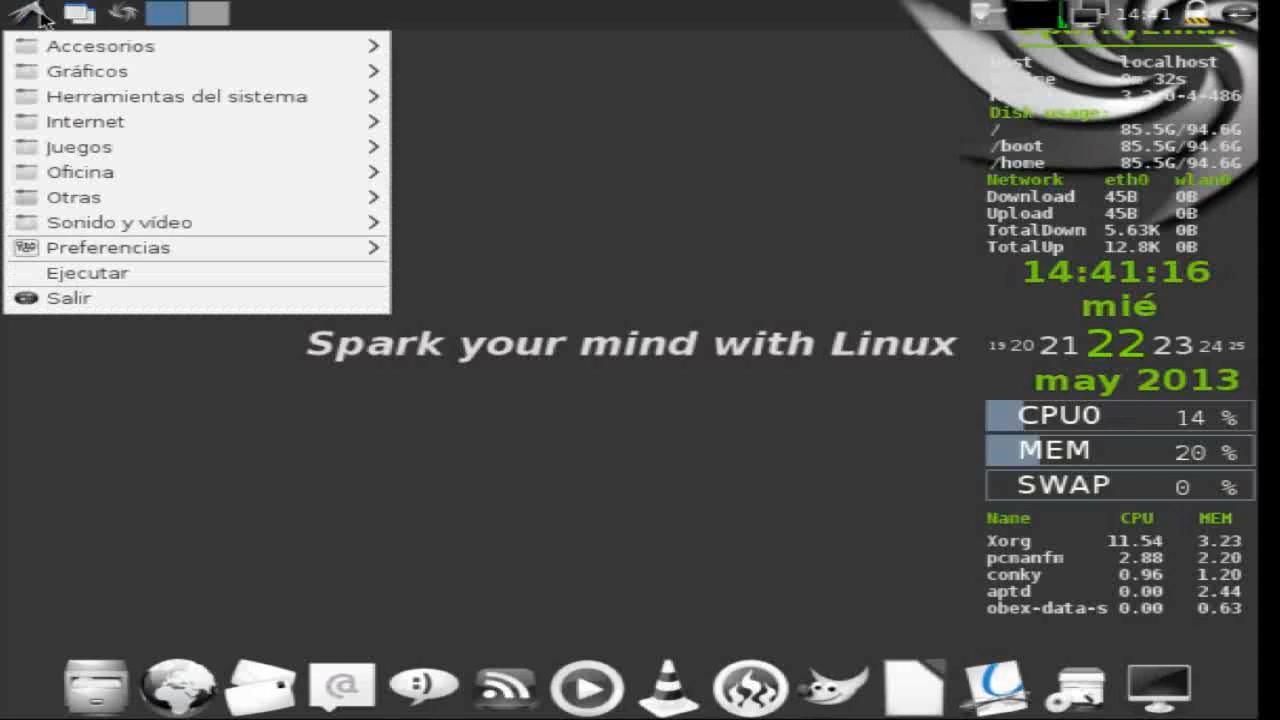 14:41
Accesorios
Gráficos
Herramientas del sistema
Internet
Juegos
Oficina
Otras
Sonido y vídeo
Preferencias
Ejecutar
Salir
Spark your mind with Linux
localhost
0m 32s
Disk usage:
/ 85.5G/94.6G
/boot 85.5G/94.6G
/home 85.5G/94.6G
Network eth0 wlan0
Download 45B 0B
Upload 45B 0B
TotalDown 5.63K 0B
TotalUp 12.8K 0B
14:41:16
mié
19 20 21 22 23 24 25
may 2013
CPU0 14 %
MEM 20 %
SWAP 0 %
Name CPU MEM
Xorg 11.54 3.23
pcmanfm 2.88 2.20
conky 0.96 1.20
aptd 0.00 2.44
obex-data-s 0.00 0.63
@
:)